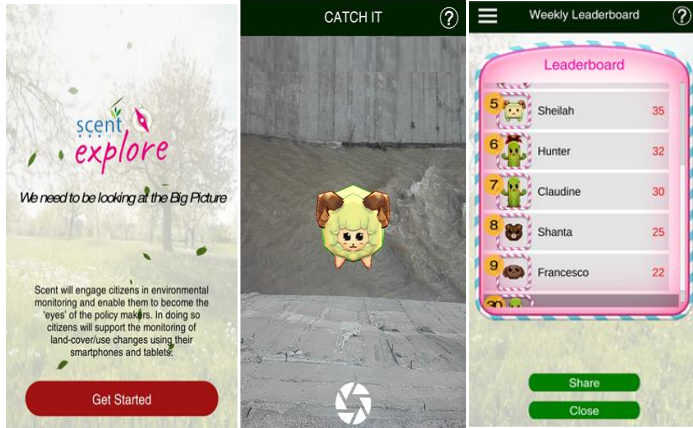 scent
explore
We need to be looking at the Big Picture
Scent will engage citizens in environmental
monitoring and enable them to become the
'eyes' of the policy makers. In doing so
citizens will support the monitoring of
land-cover/use changes using their
smartphones and tablets.
Get Started
CATCH IT
?
Weekly Leaderboard
?
Leaderboard
5 Sheilah 35
6 Hunter 32
7 Claudine 30
8 Shanta 25
9 Francesco 22
30
Share
Close